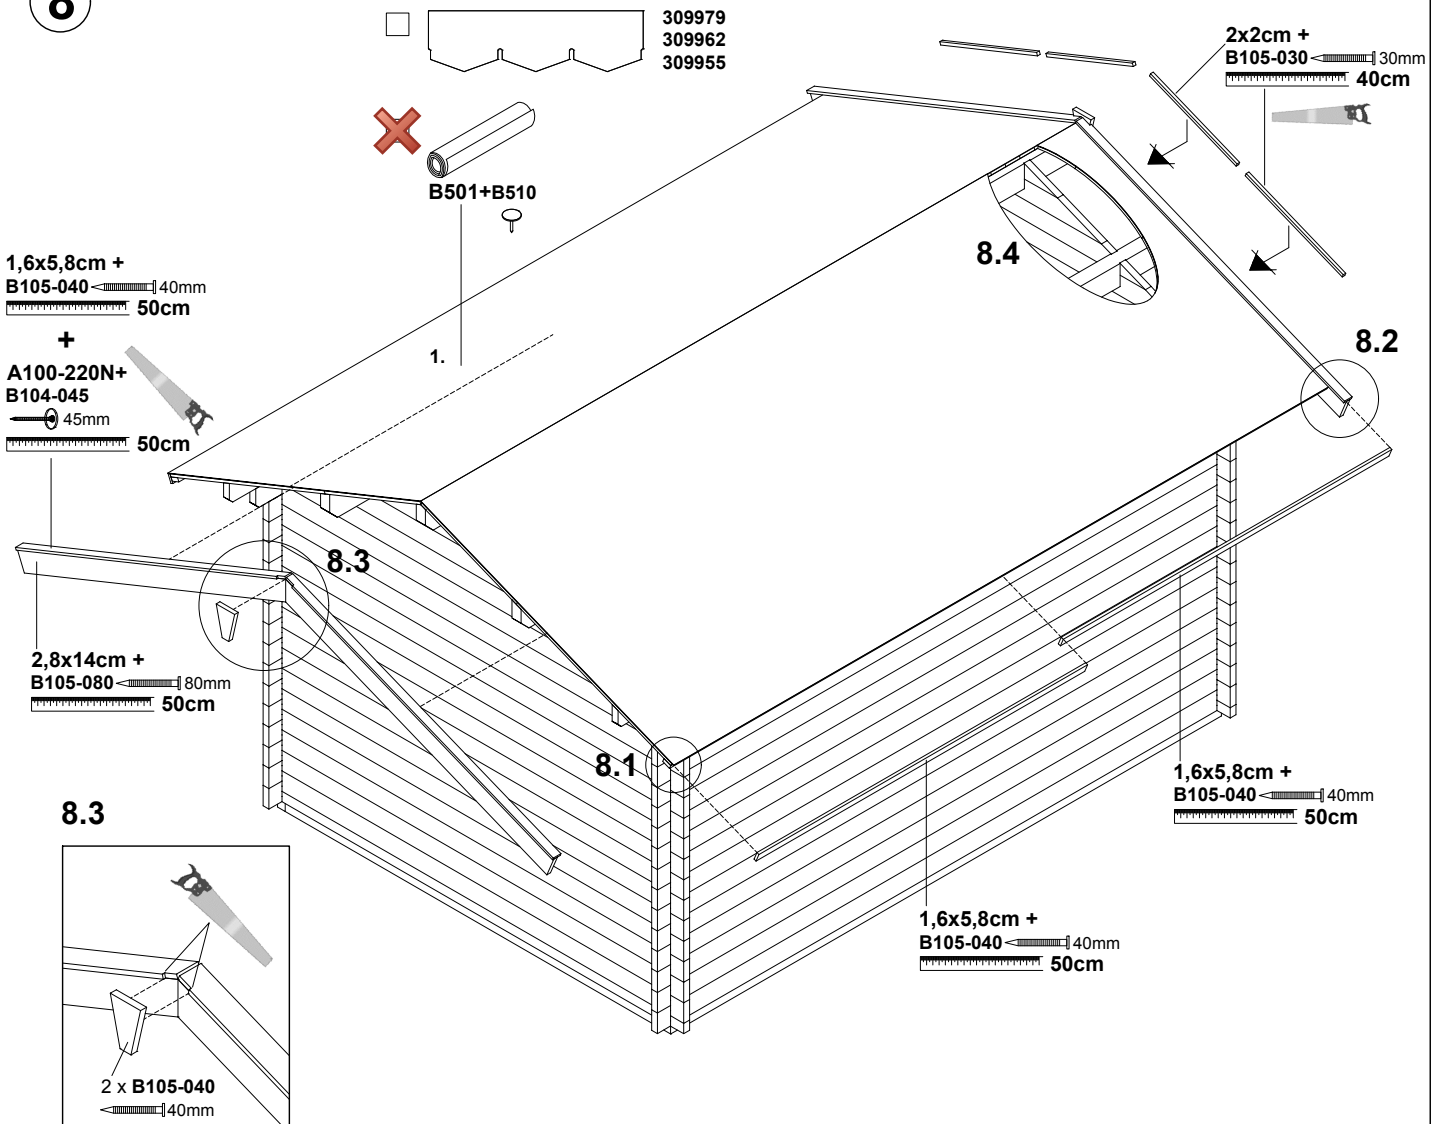 8
309979
309962
309955
B501+B510
2x2cm +
B105-030 30mm
40cm
1,6x5,8cm +
B105-040 40mm
50cm
+
A100-220N+
B104-045
45mm
50cm
1.
8.4
8.2
8.3
2,8x14cm +
B105-080 80mm
50cm
8.1
1,6x5,8cm +
B105-040 40mm
50cm
1,6x5,8cm +
B105-040 40mm
50cm
8.3
2 x B105-040
40mm